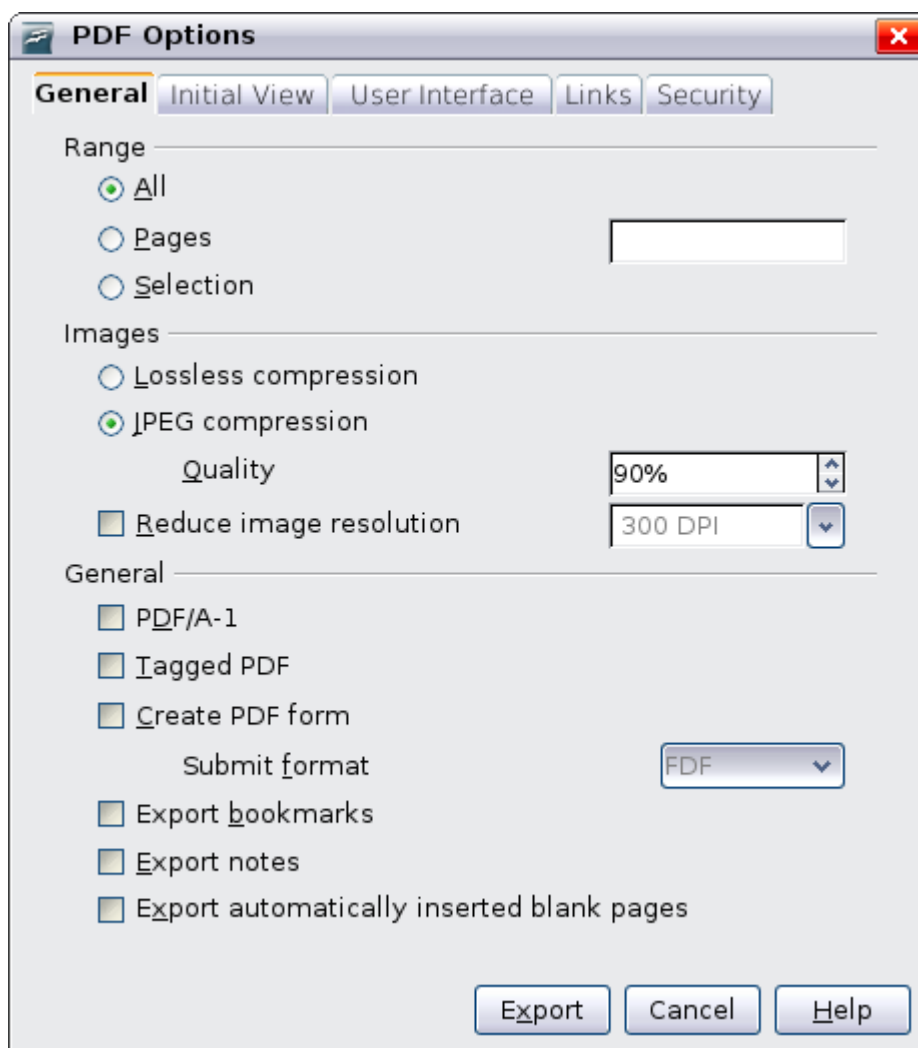 PDF Options
General Initial View User Interface Links Security
Range
All
Pages
Selection
Images
Lossless compression
JPEG compression
Quality 90%
Reduce image resolution 300 DPI
General
PDF/A-1
Tagged PDF
Create PDF form
Submit format FDF
Export bookmarks
Export notes
Export automatically inserted blank pages
Export Cancel Help